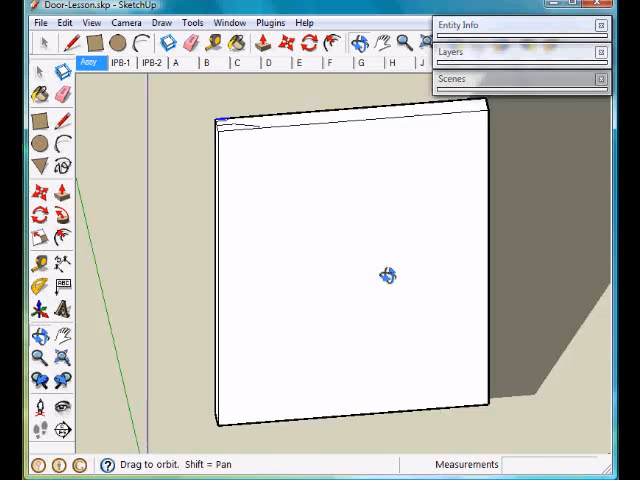 Door-Lesson.skp - SketchUp
File Edit View Camera Draw Tools Window Plugins Help
Entity Info
Layers
Scenes
Assy IPB-1 IPB-2 A B C D E F G H J
ABC
Drag to orbit. Shift = Pan
Measurements